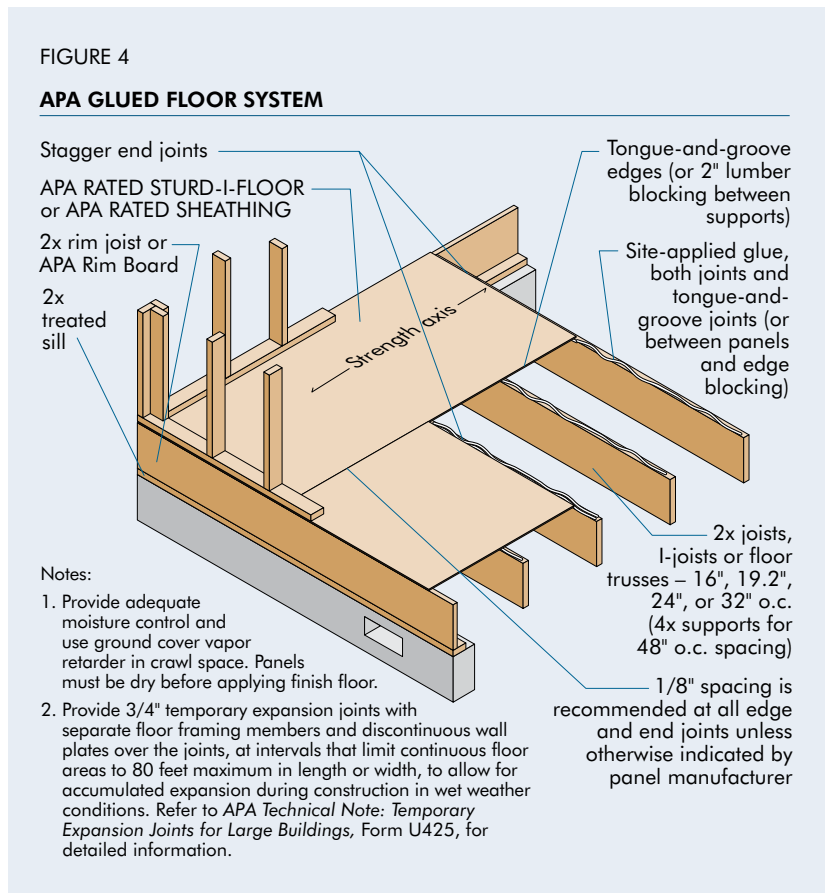 FIGURE 4
APA GLUED FLOOR SYSTEM
Stagger end joints
APA RATED STURD-I-FLOOR
or APA RATED SHEATHING
2x rim joist or
APA Rim Board
2x
treated
sill
Strength axis
Tongue-and-groove
edges (or 2" lumber
blocking between
supports)
Site-applied glue,
both joints and
tongue-and-
groove joints (or
between panels
and edge
blocking)
2x joists,
I-joists or floor
trusses – 16", 19.2",
24", or 32" o.c.
(4x supports for
48" o.c. spacing)
1/8" spacing is
recommended at all edge
and end joints unless
otherwise indicated by
panel manufacturer
Notes:
1. Provide adequate
moisture control and
use ground cover vapor
retarder in crawl space. Panels
must be dry before applying finish floor.
2. Provide 3/4" temporary expansion joints with
separate floor framing members and discontinuous wall
plates over the joints, at intervals that limit continuous floor
areas to 80 feet maximum in length or width, to allow for
accumulated expansion during construction in wet weather
conditions. Refer to APA Technical Note: Temporary
Expansion Joints for Large Buildings, Form U425, for
detailed information.